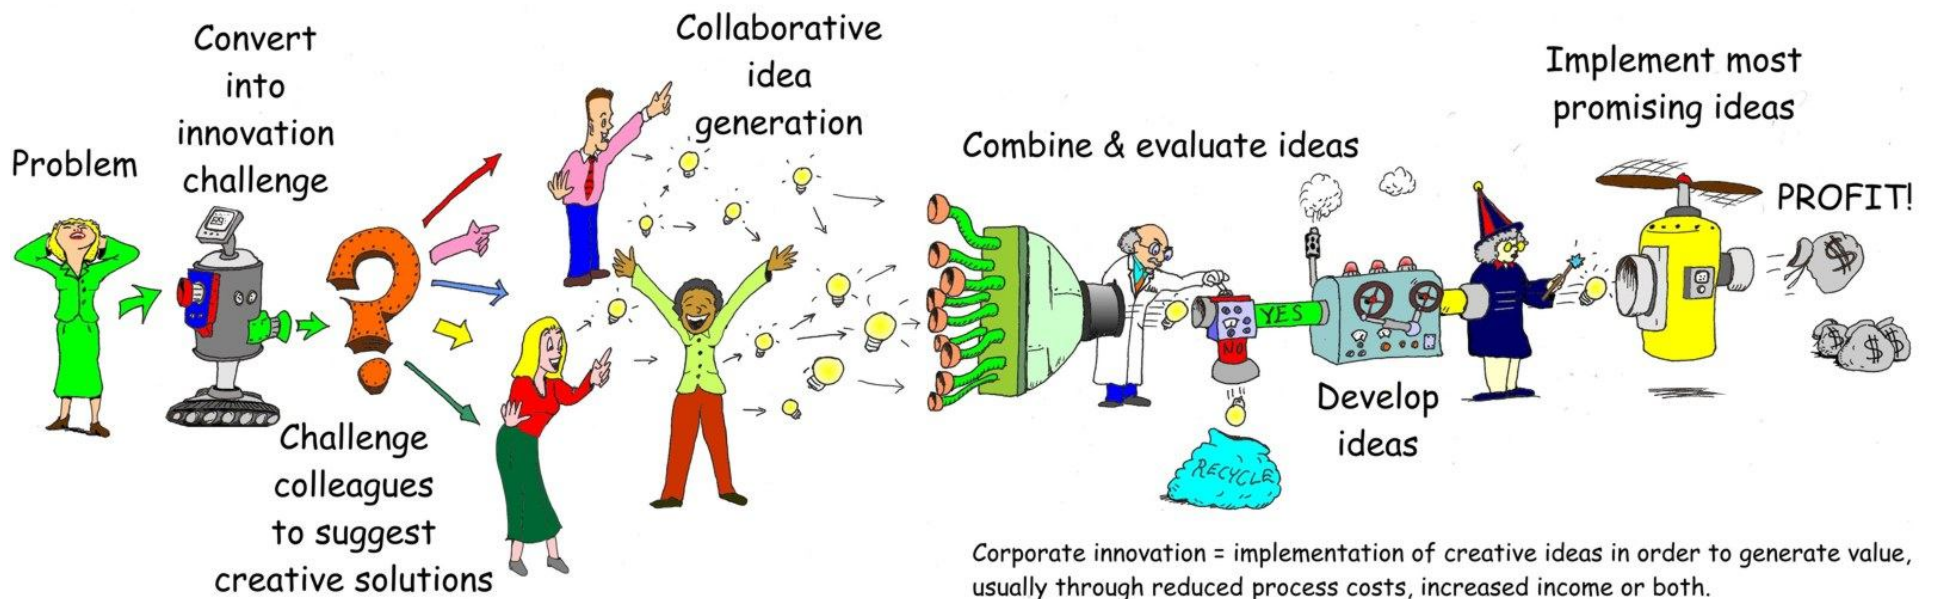 Problem
Convert
into
innovation
challenge
Challenge
colleagues
to suggest
creative solutions
Collaborative
idea
generation
Combine & evaluate ideas
YES
NO
RECYCLE
Develop
ideas
Implement most
promising ideas
PROFIT!
$
$
$
$
Corporate innovation = implementation of creative ideas in order to generate value,
usually through reduced process costs, increased income or both.